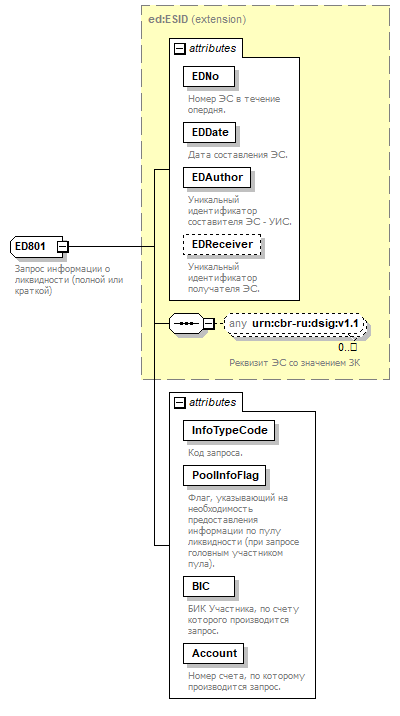 ed:ESID (extension)
attributes
EDNo
Номер ЭС в течение
опердня.
EDDate
Дата составления ЭС.
EDAuthor
Уникальный
идентификатор
составителя ЭС - УИС.
EDReceiver
Уникальный
идентификатор
получателя ЭС.
ED801
Запрос информации о
ликвидности (полной или
краткой)
any urn:cbr-ru:dsig:v1.1
0..□
Реквизит ЭС со значением ЗК
attributes
InfoTypeCode
Код запроса.
PoolInfoFlag
Флаг, указывающий на
необходимость
предоставления
информации по пулу
ликвидности (при запросе
головным участником
пула).
BIC
БИК Участника, по счету
которого производится
запрос.
Account
Номер счета, по которому
производится запрос.